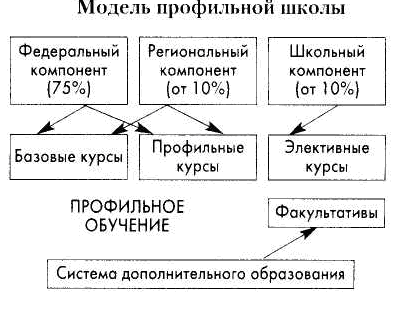 Модель профильной школы
Федеральный
компонент
(75%)
Региональный
компонент
(от 10%)
Школьный
компонент
(от 10%)
Базовые курсы
Профильные
курсы
Элективные
курсы
ПРОФИЛЬНОЕ
ОБУЧЕНИЕ
Факультативы
Система дополнительного образования